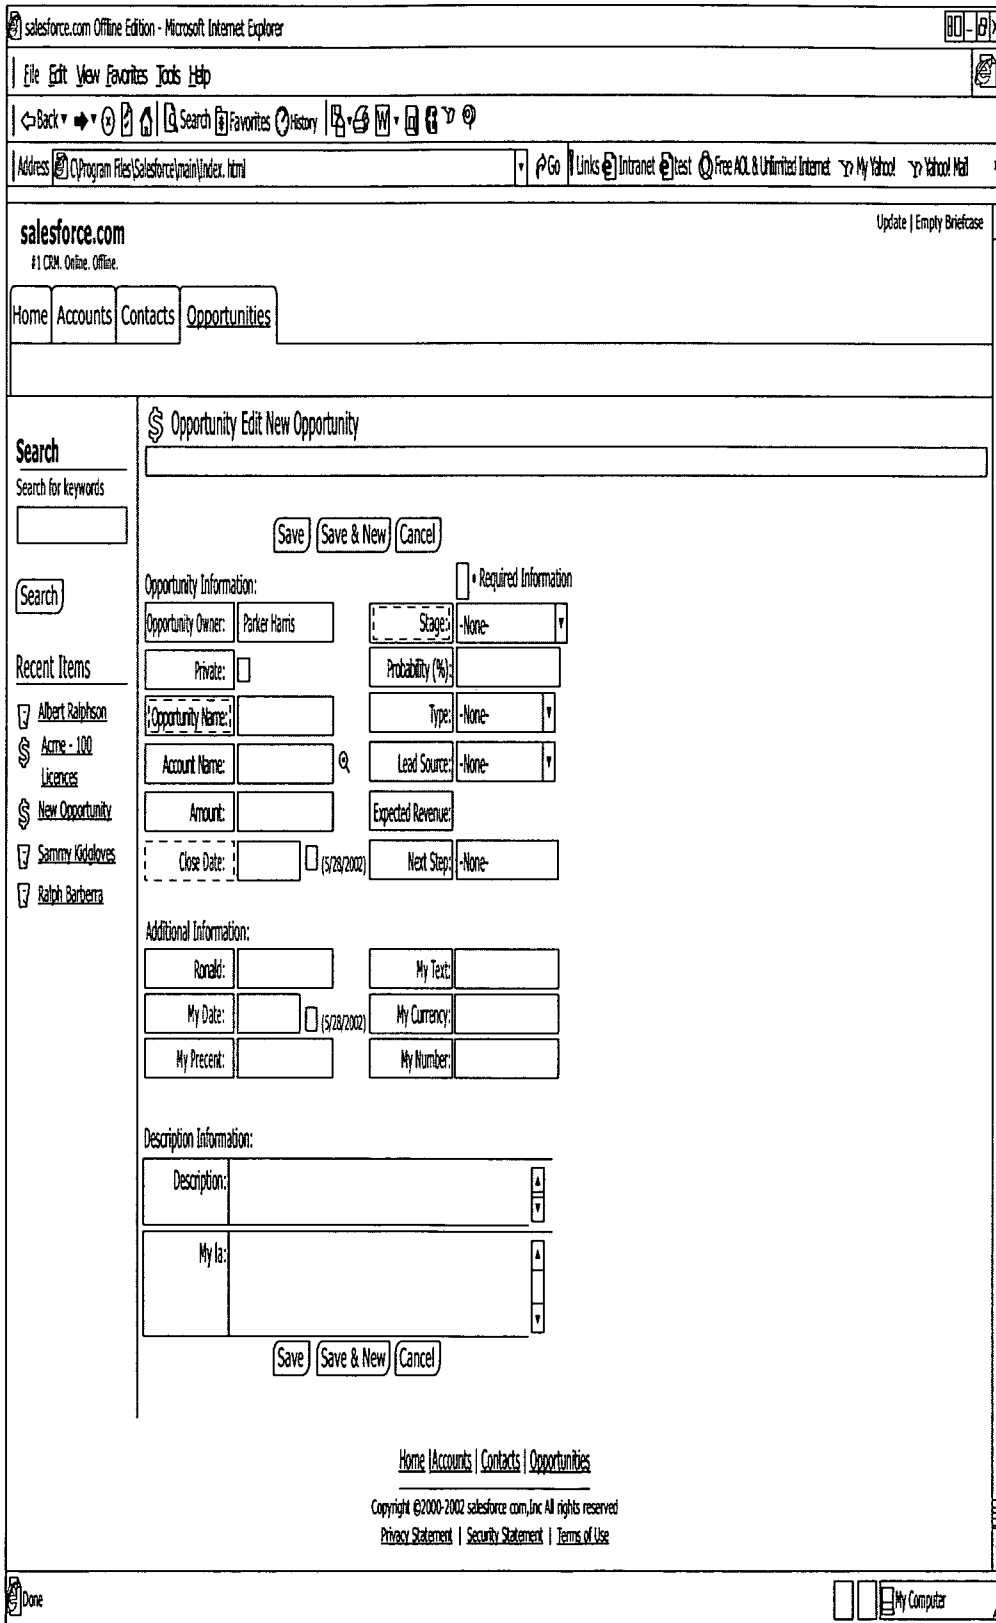 salesforce.com Offline Edition - Microsoft Internet Explorer
File Edit View Favorites Tools Help
Back Search Favorites History W
Address C\Program Files\Salesforce\main\index. html Go Links Intranet test Free AOL & Unlimited Internet My Yahoo! Yahoo! Mail
salesforce.com
#1 CRM. Online. Offline.
Update | Empty Briefcase
Home Accounts Contacts Opportunities
$ Opportunity Edit New Opportunity
Search
Search for keywords
Search
Recent Items
Albert Ralphson
$ Acme - 100
Licences
$ New Opportunity
Sammy Kidgloves
Ralph Barberra
Save Save & New Cancel
Opportunity Information: • Required Information
Opportunity Owner: Parker Harris Stage: -None-
Private: Probability (%):
Opportunity Name: Type: -None-
Account Name: Lead Source: -None-
Amount: Expected Revenue:
Close Date: (5/28/2002) Next Step: -None-
Additional Information:
Ronald: My Text:
My Date: (5/28/2002) My Currency:
My Precent: My Number:
Description Information:
Description:
My la:
Save Save & New Cancel
Home |Accounts | Contacts | Opportunities
Copyright @2000-2002 salesforce com,Inc All rights reserved
Privacy Statement | Security Statement | Terms of Use
Done My Computer